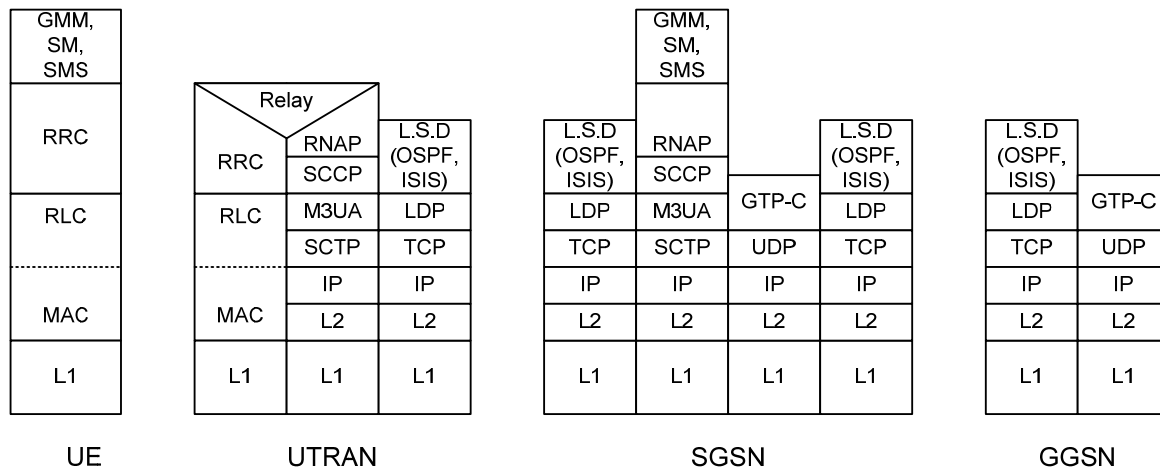 GMM,
SM,
SMS
RRC
RLC
MAC
L1
UE
Relay
RRC
RLC
MAC
L1
RNAP
SCCP
M3UA
SCTP
IP
L2
L1
L.S.D
(OSPF,
ISIS)
LDP
TCP
IP
L2
L1
UTRAN
L.S.D
(OSPF,
ISIS)
LDP
TCP
IP
L2
L1
GMM,
SM,
SMS
RNAP
SCCP
M3UA
SCTP
IP
L2
L1
GTP-C
UDP
IP
L2
L1
L.S.D
(OSPF,
ISIS)
LDP
TCP
IP
L2
L1
SGSN
L.S.D
(OSPF,
ISIS)
LDP
TCP
IP
L2
L1
GTP-C
UDP
IP
L2
L1
GGSN